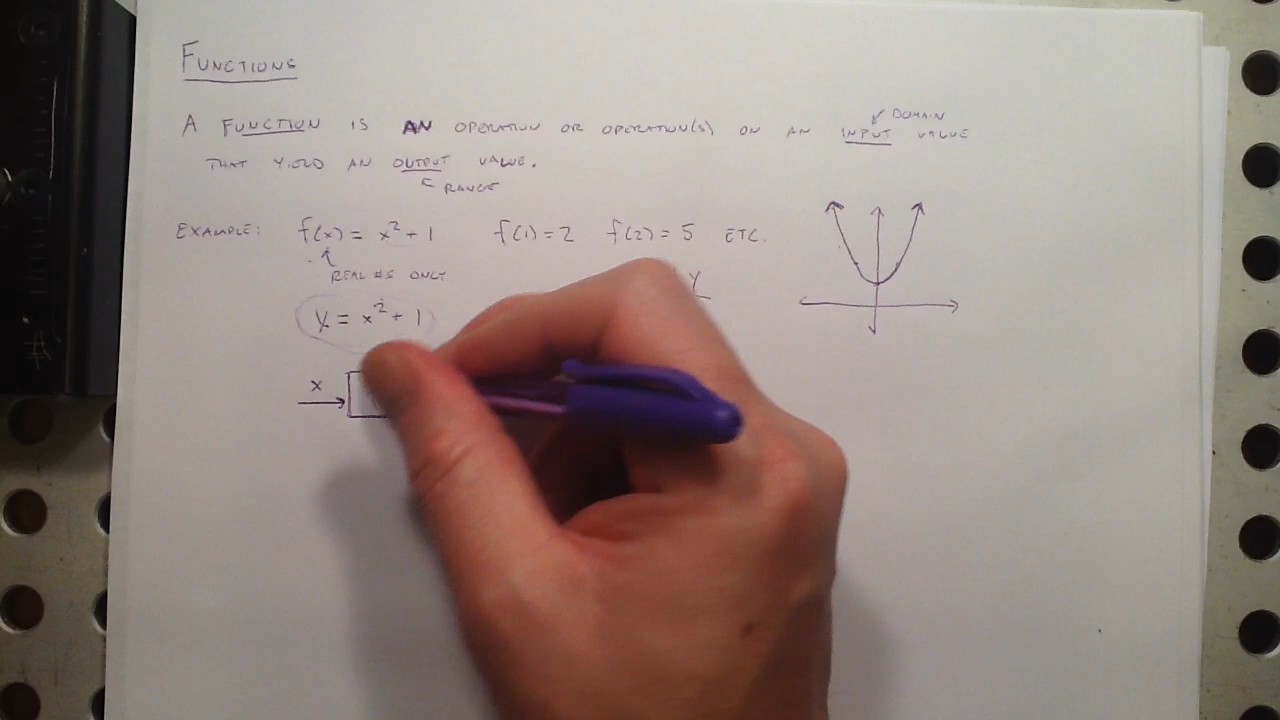 FUNCTIONS
DOMAIN
A FUNCTION IS AN OPERATION OR OPERATION(S) ON AN INPUT VALUE
THAT YIELD AN OUTPUT VALUE.
RANGE
EXAMPLE: f(x) = x² + 1 f(1) = 2 f(2) = 5 ETC.
REAL #S ONLY
Y
y = x² + 1
x